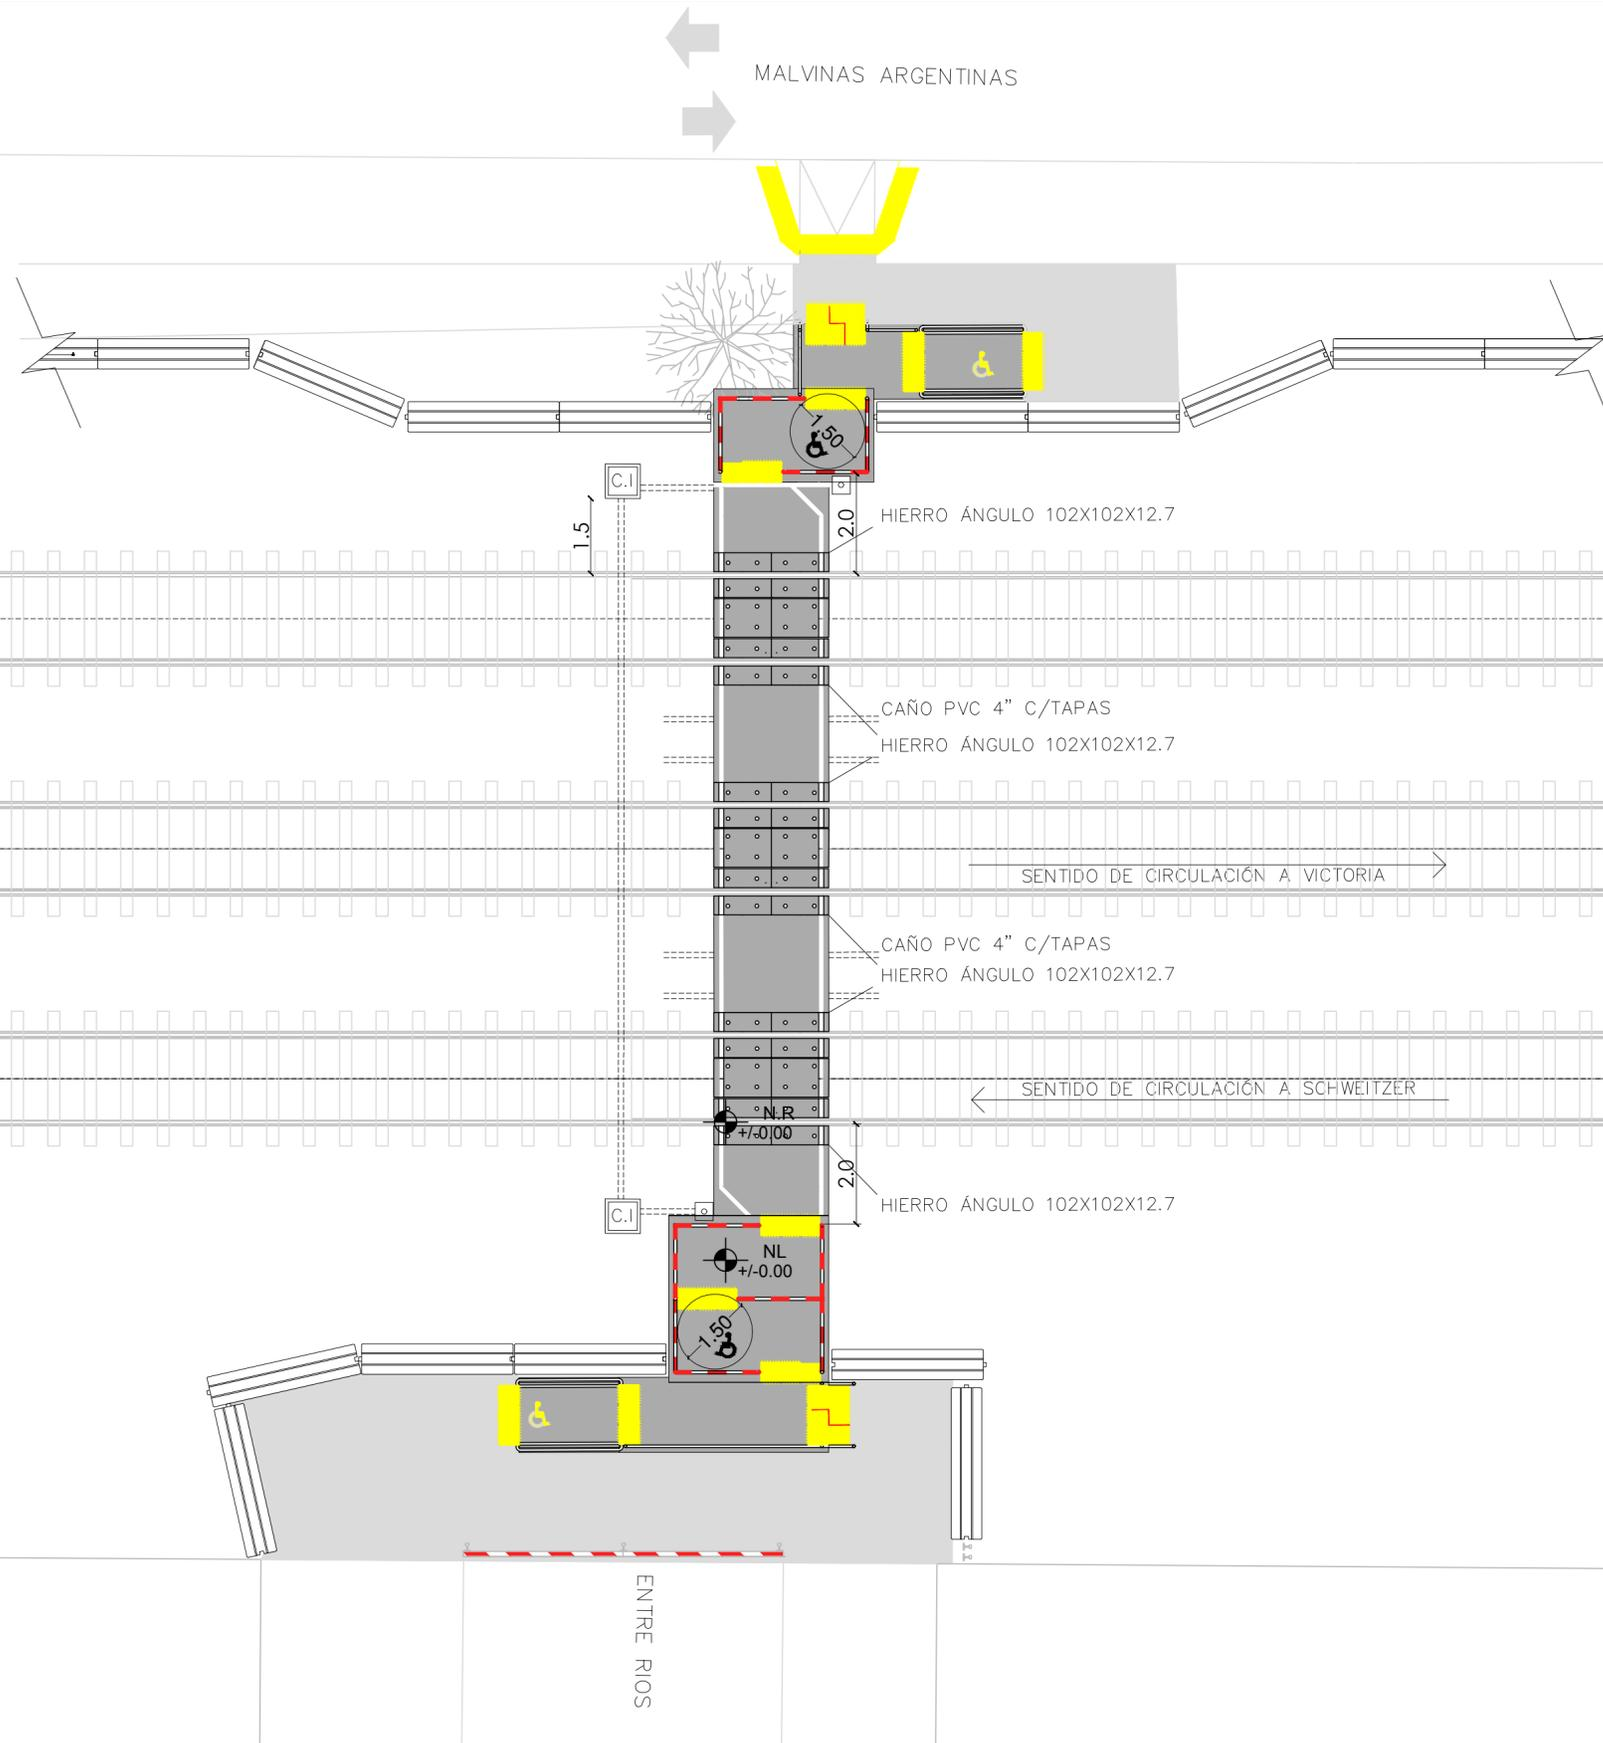 MALVINAS ARGENTINAS
1.50
C.I
1.5
2.0
HIERRO ÁNGULO 102X102X12.7
CAÑO PVC 4" C/TAPAS
HIERRO ÁNGULO 102X102X12.7
SENTIDO DE CIRCULACIÓN A VICTORIA
CAÑO PVC 4" C/TAPAS
HIERRO ÁNGULO 102X102X12.7
SENTIDO DE CIRCULACIÓN A SCHWEITZER
N.R
+/-0.00
2.0
HIERRO ÁNGULO 102X102X12.7
C.I
NL
+/-0.00
1.50
ENTRE RIOS